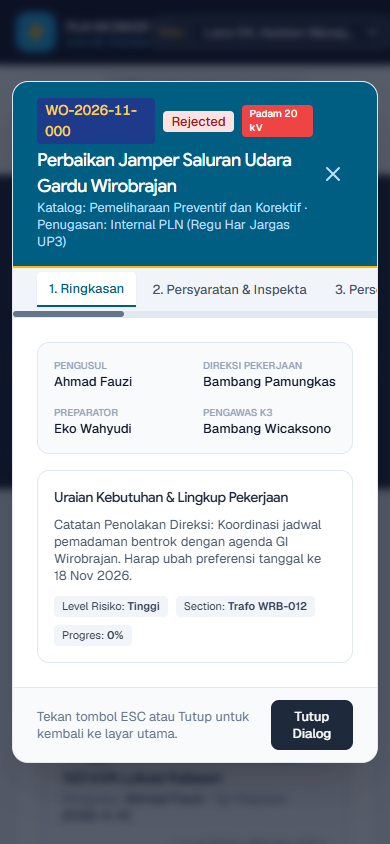 WO-2026-11-000
Rejected
Padam 20 kV
Perbaikan Jamper Saluran Udara
Gardu Wirobrajan
Katalog: Pemeliharaan Preventif dan Korektif ·
Penugasan: Internal PLN (Regu Har Jargas
UP3)
1. Ringkasan
2. Persyaratan & Inspekta
3. Perso
PENGUSUL
DIREKSI PEKERJAAN
Ahmad Fauzi
Bambang Pamungkas
PREPARATOR
PENGAWAS K3
Eko Wahyudi
Bambang Wicaksono
Uraian Kebutuhan & Lingkup Pekerjaan
Catatan Penolakan Direksi: Koordinasi jadwal
pemadaman bentrok dengan agenda GI
Wirobrajan. Harap ubah preferensi tanggal ke
18 Nov 2026.
Level Risiko: Tinggi
Section: Trafo WRB-012
Progres: 0%
Tekan tombol ESC atau Tutup untuk
kembali ke layar utama.
Tutup
Dialog